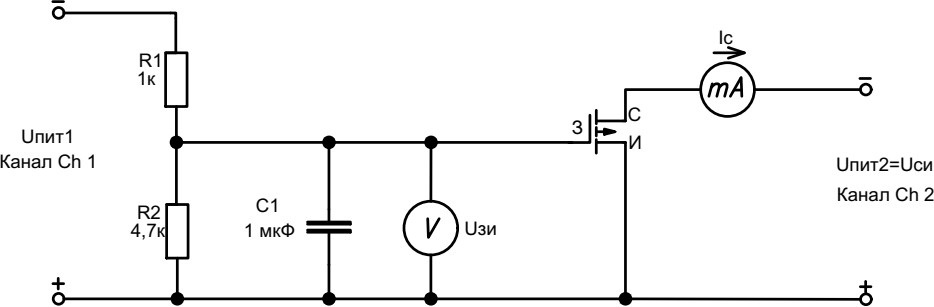 –
R1
1к
Uпит1
Канал Ch 1
R2
4,7к
+
C1
1 мкФ
V
Uзи
З
С
И
Iс
mA
–
Uпит2=Uси
Канал Ch 2
+